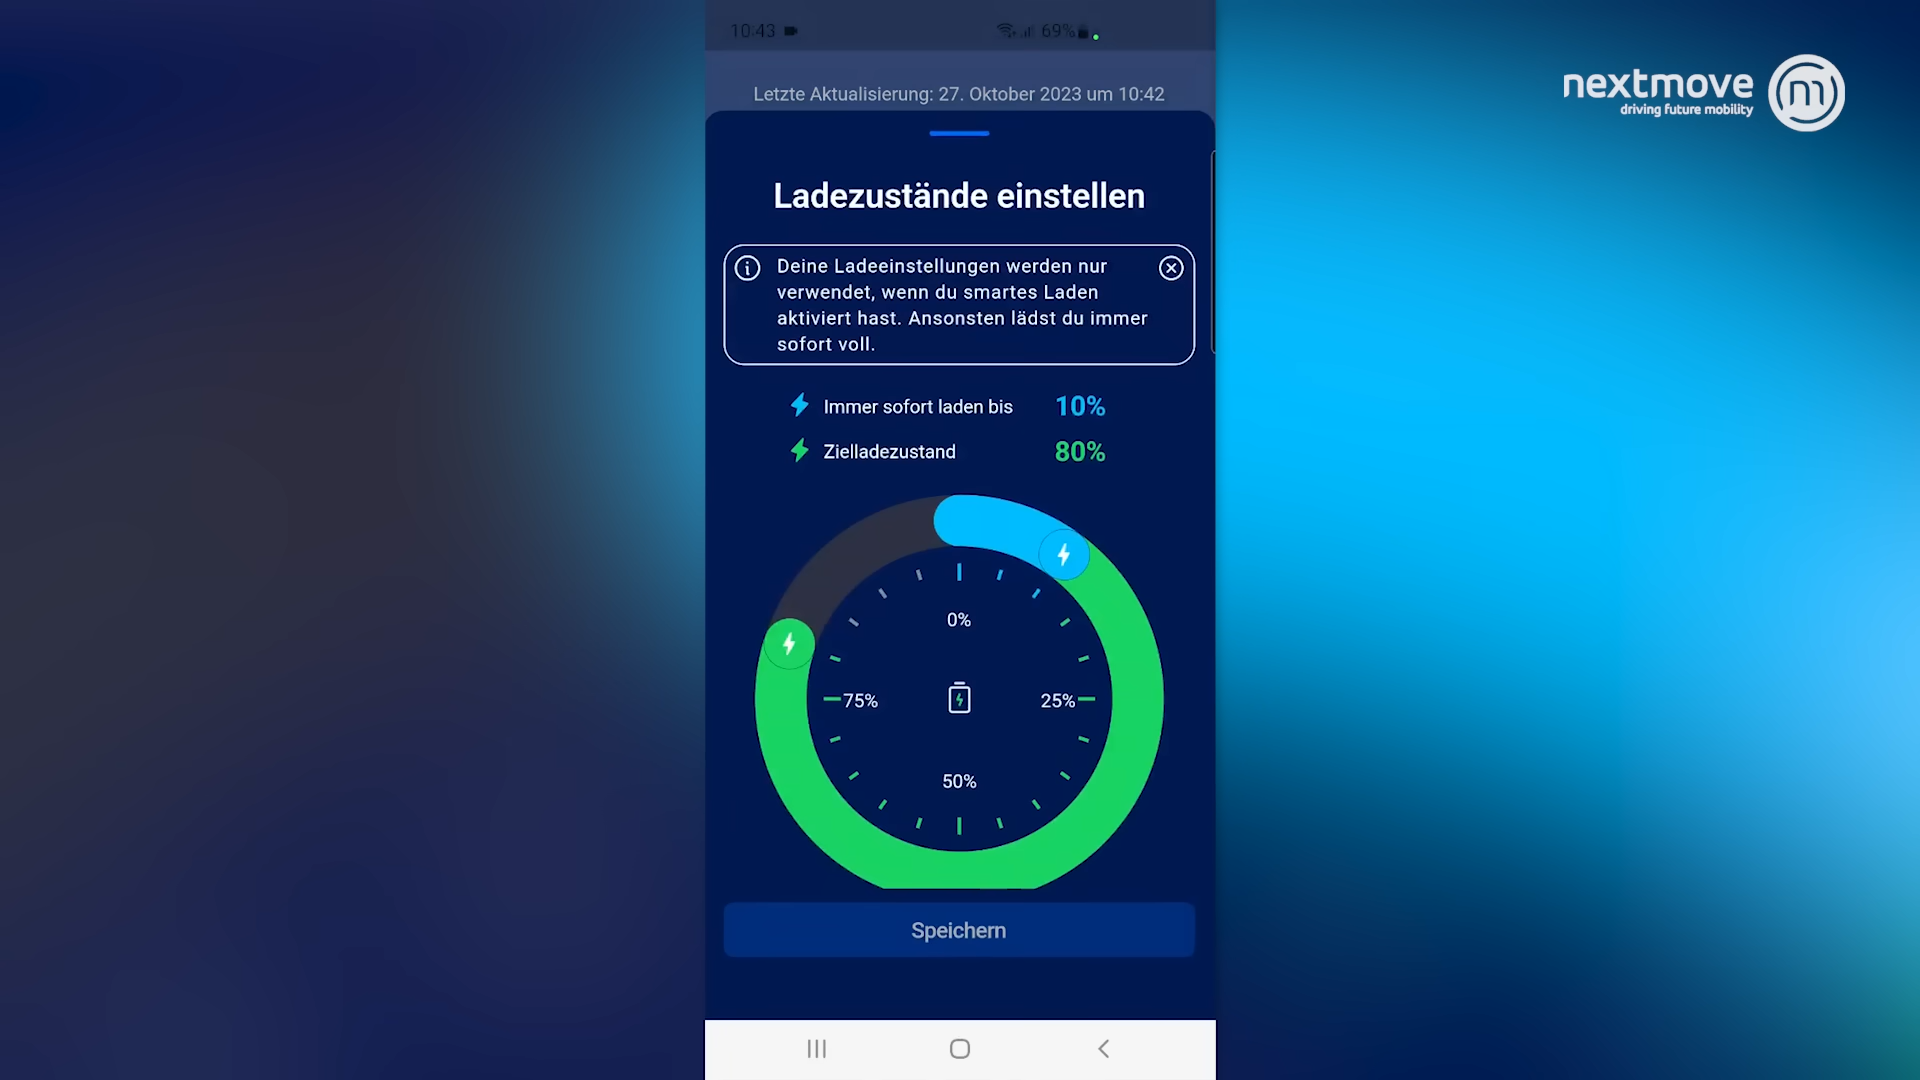 10:43
69%
Letzte Aktualisierung: 27. Oktober 2023 um 10:42
nextmove
driving future mobility
Ladezustände einstellen
Deine Ladeeinstellungen werden nur
verwendet, wenn du smartes Laden
aktiviert hast. Ansonsten lädst du immer
sofort voll.
Immer sofort laden bis 10%
Zielladezustand 80%
0%
75%
25%
50%
Speichern